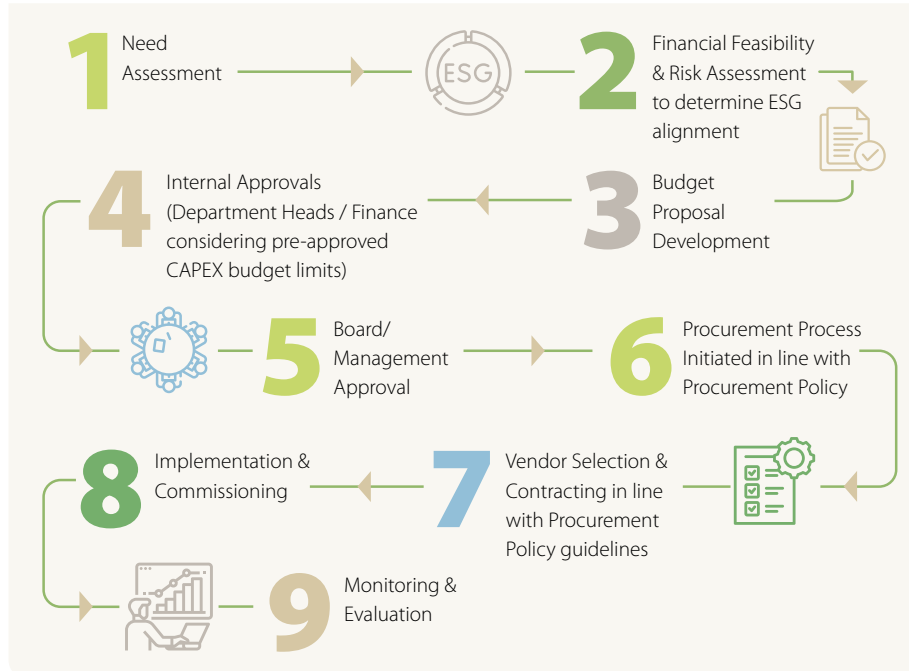 1
Need
Assessment
ESG
2
Financial Feasibility
& Risk Assessment
to determine ESG
alignment
3
Budget
Proposal
Development
4
Internal Approvals
(Department Heads / Finance
considering pre-approved
CAPEX budget limits)
5
Board/
Management
Approval
6
Procurement Process
Initiated in line with
Procurement Policy
7
Vendor Selection &
Contracting in line
with Procurement
Policy guidelines
8
Implementation &
Commissioning
9
Monitoring &
Evaluation